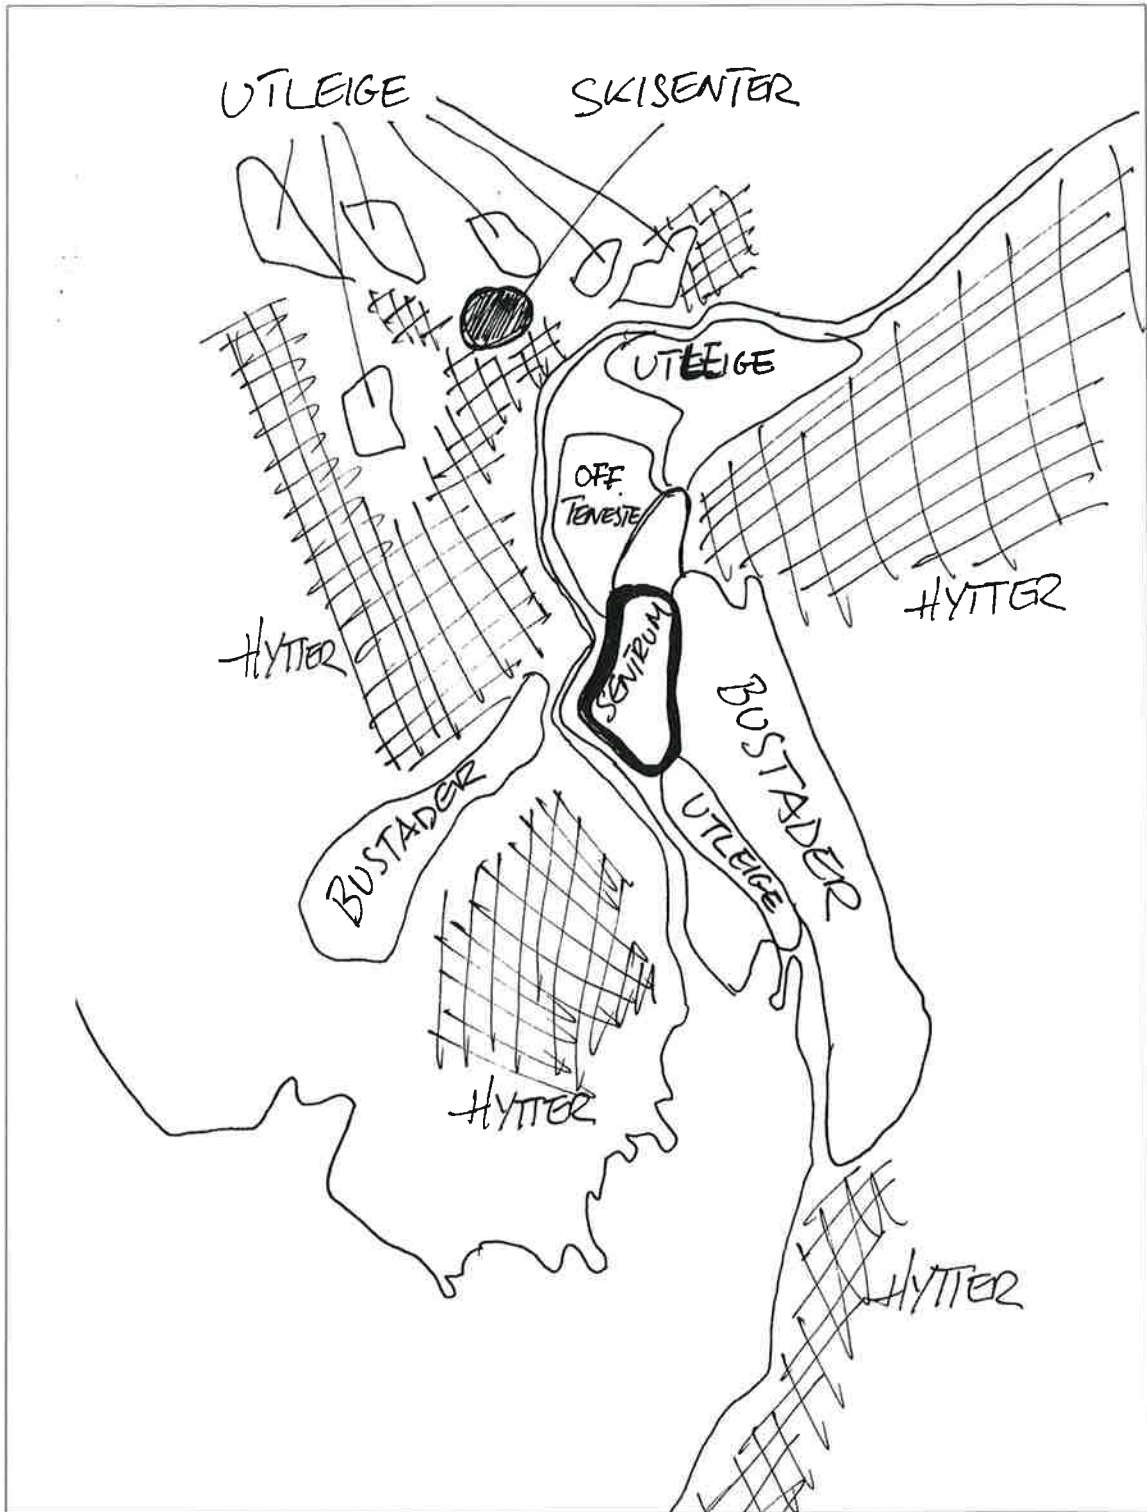 UTLEIGE
SKISENTER
UTLEIGE
OFF.
TENESTE
HYTTER
SENTRUM
HYTTER
BUSTADER
BUSTADER
UTLEIGE
HYTTER
HYTTER